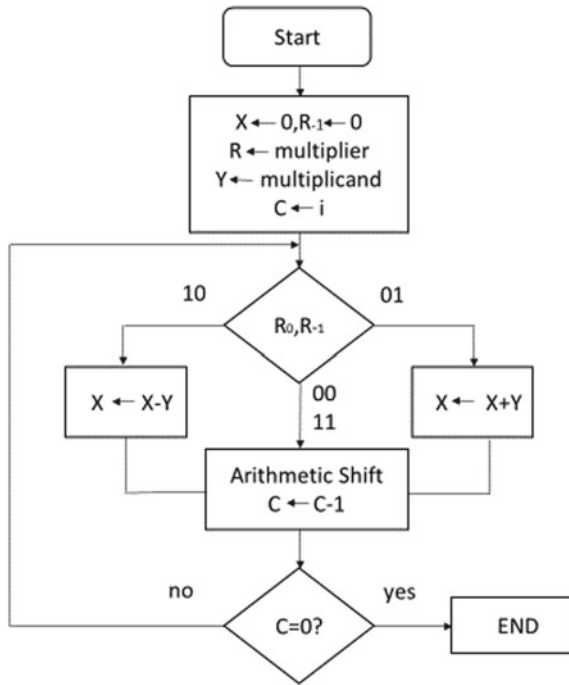 Start
X ← 0,R-1 ← 0
R ← multiplier
Y ← multiplicand
C ← i
10
01
R0,R-1
X ← X-Y
00
11
X ← X+Y
Arithmetic Shift
C ← C-1
no
yes
C=0?
END